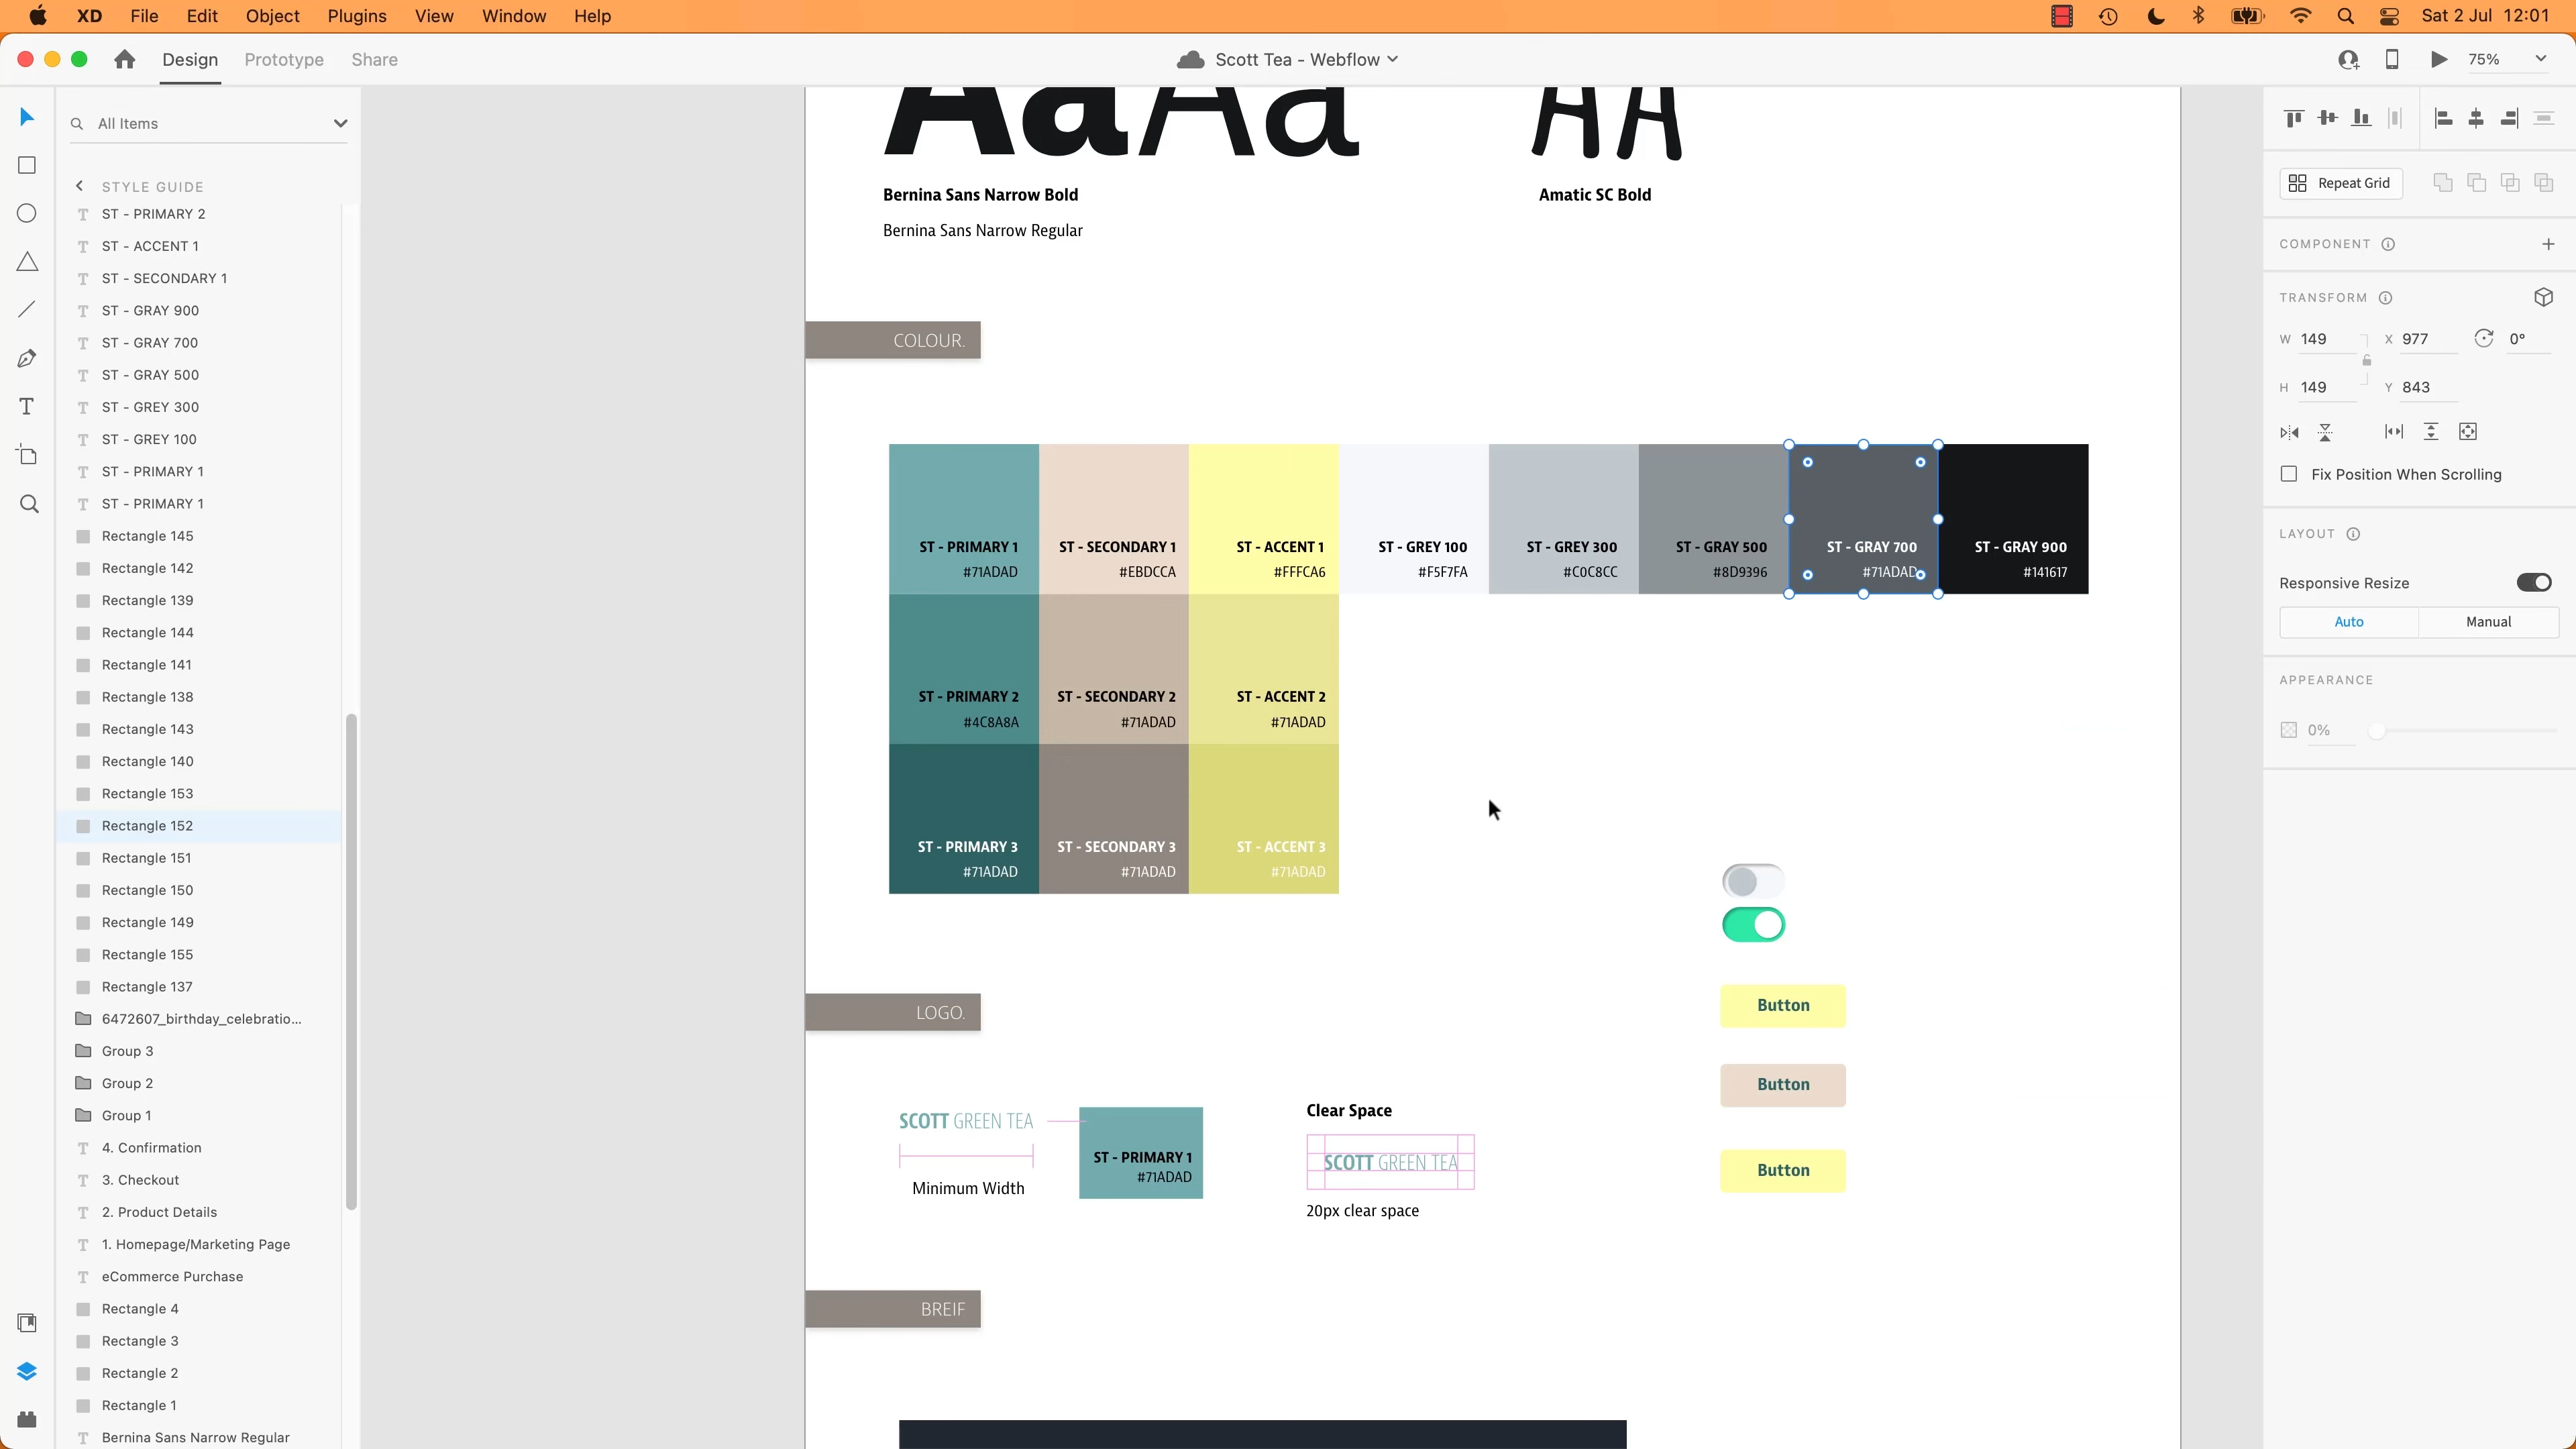 XD File Edit Object Plugins View Window Help
Sat 2 Jul 12:01
Design Prototype Share
Scott Tea - Webflow
75%
All Items
STYLE GUIDE
ST - PRIMARY 2
ST - ACCENT 1
ST - SECONDARY 1
ST - GRAY 900
ST - GRAY 700
ST - GRAY 500
ST - GREY 300
ST - GREY 100
ST - PRIMARY 1
ST - PRIMARY 1
Rectangle 145
Rectangle 142
Rectangle 139
Rectangle 144
Rectangle 141
Rectangle 138
Rectangle 143
Rectangle 140
Rectangle 153
Rectangle 152
Rectangle 151
Rectangle 150
Rectangle 149
Rectangle 155
Rectangle 137
6472607_birthday_celebratio...
Group 3
Group 2
Group 1
4. Confirmation
3. Checkout
2. Product Details
1. Homepage/Marketing Page
eCommerce Purchase
Rectangle 4
Rectangle 3
Rectangle 2
Rectangle 1
Bernina Sans Narrow Regular
AaAa
AA
Bernina Sans Narrow Bold
Amatic SC Bold
Bernina Sans Narrow Regular
COLOUR.
ST - PRIMARY 1 ST - SECONDARY 1 ST - ACCENT 1 ST - GREY 100 ST - GREY 300 ST - GRAY 500 ST - GRAY 700 ST - GRAY 900
#71ADAD #EBDCCA #FFFCA6 #F5F7FA #C0C8CC #8D9396 #71ADAD #141617
ST - PRIMARY 2 ST - SECONDARY 2 ST - ACCENT 2
#4C8A8A #71ADAD #71ADAD
ST - PRIMARY 3 ST - SECONDARY 3 ST - ACCENT 3
#71ADAD #71ADAD #71ADAD
LOGO.
Button
Button
Button
SCOTT GREEN TEA
Minimum Width
ST - PRIMARY 1
#71ADAD
Clear Space
SCOTT GREEN TEA
20px clear space
BREIF
Repeat Grid
COMPONENT
TRANSFORM
W 149 X 977 0°
H 149 Y 843
Fix Position When Scrolling
LAYOUT
Responsive Resize
Auto Manual
APPEARANCE
0%